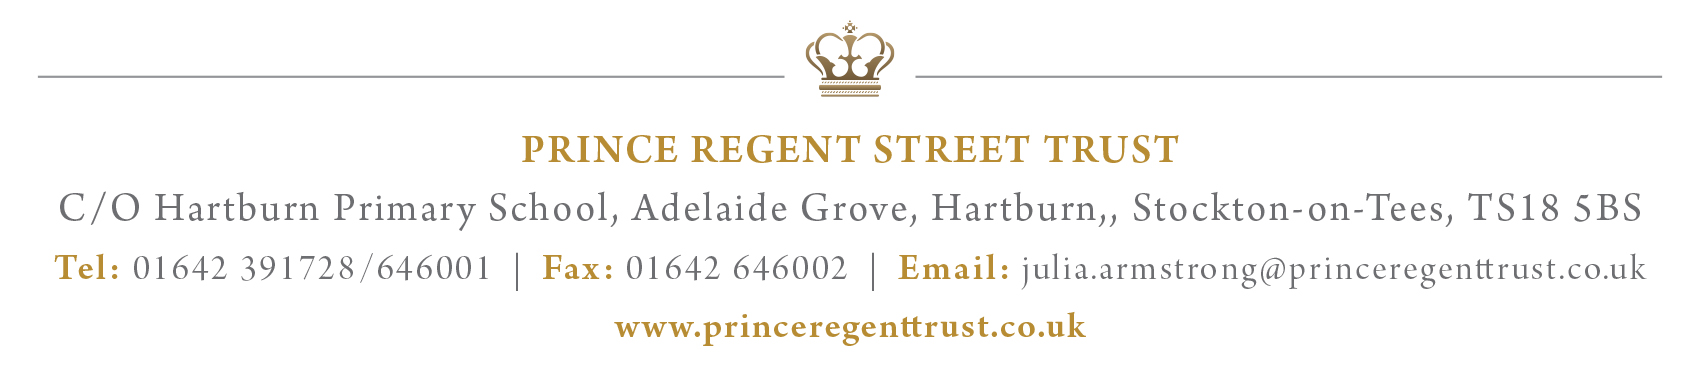 PRINCE REGENT STREET TRUST
C/O Hartburn Primary School, Adelaide Grove, Hartburn,, Stockton-on-Tees, TS18 5BS
Tel: 01642 391728/646001 | Fax: 01642 646002 | Email: julia.armstrong@princeregenttrust.co.uk
www.princeregenttrust.co.uk